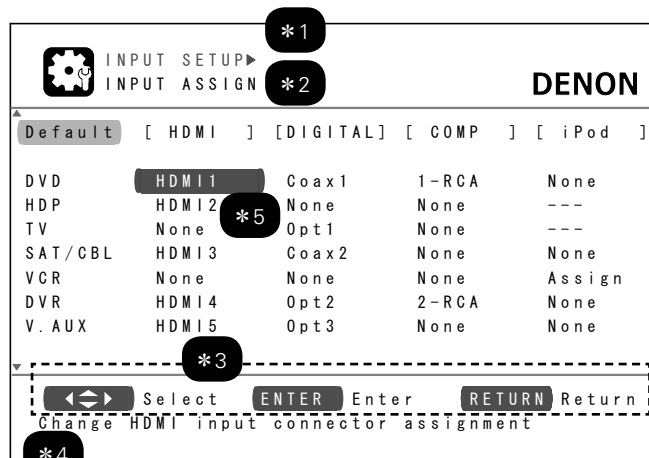 *1
INPUT SETUP▶
INPUT ASSIGN *2 DENON
Default [ HDMI ] [DIGITAL] [ COMP ] [ iPod ]
DVD HDMI1 Coax1 1-RCA None
HDP HDMI2 None None ---
*5
TV None Opt1 None ---
SAT/CBL HDMI3 Coax2 None None
VCR None None None Assign
DVR HDMI4 Opt2 2-RCA None
V.AUX HDMI5 Opt3 None None
*3
Select ENTER Enter RETURN Return
Change HDMI input connector assignment
*4